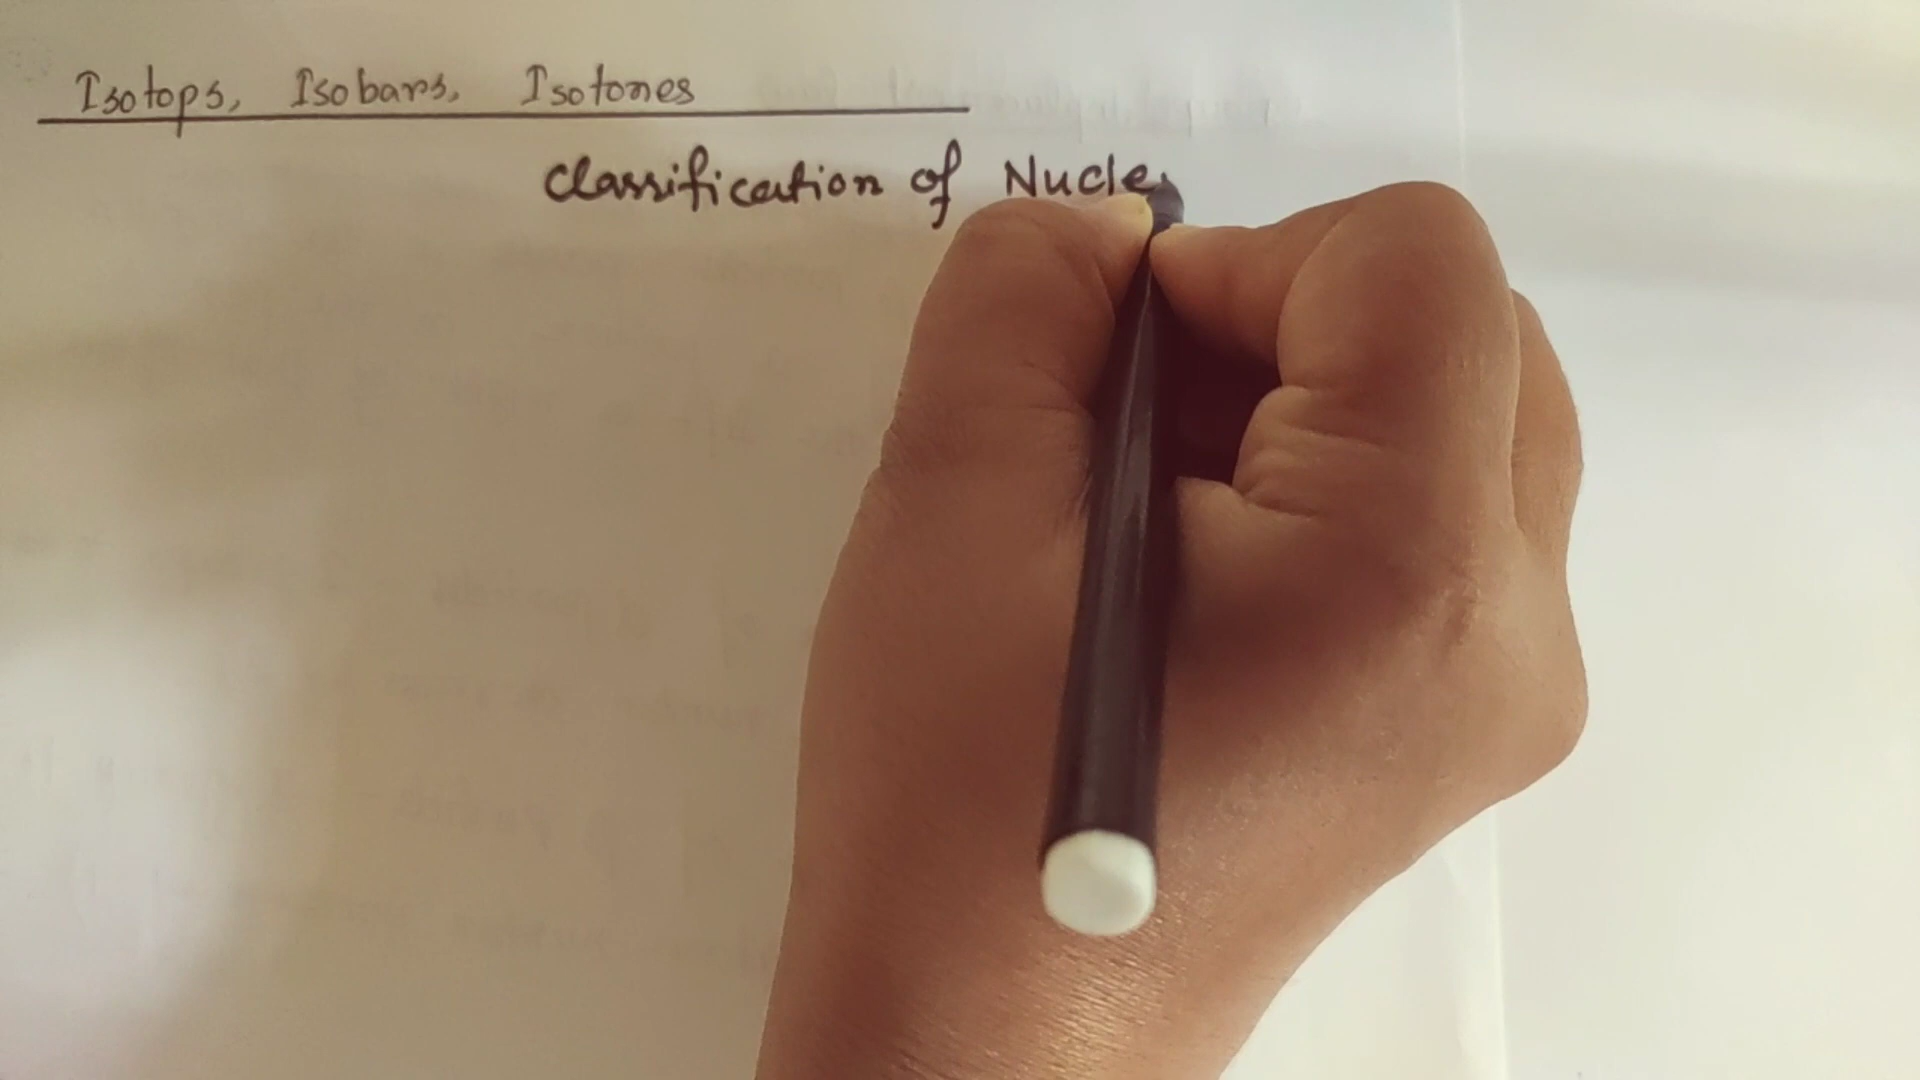 Isotops, Isobars, Isotones
Classification of Nucle